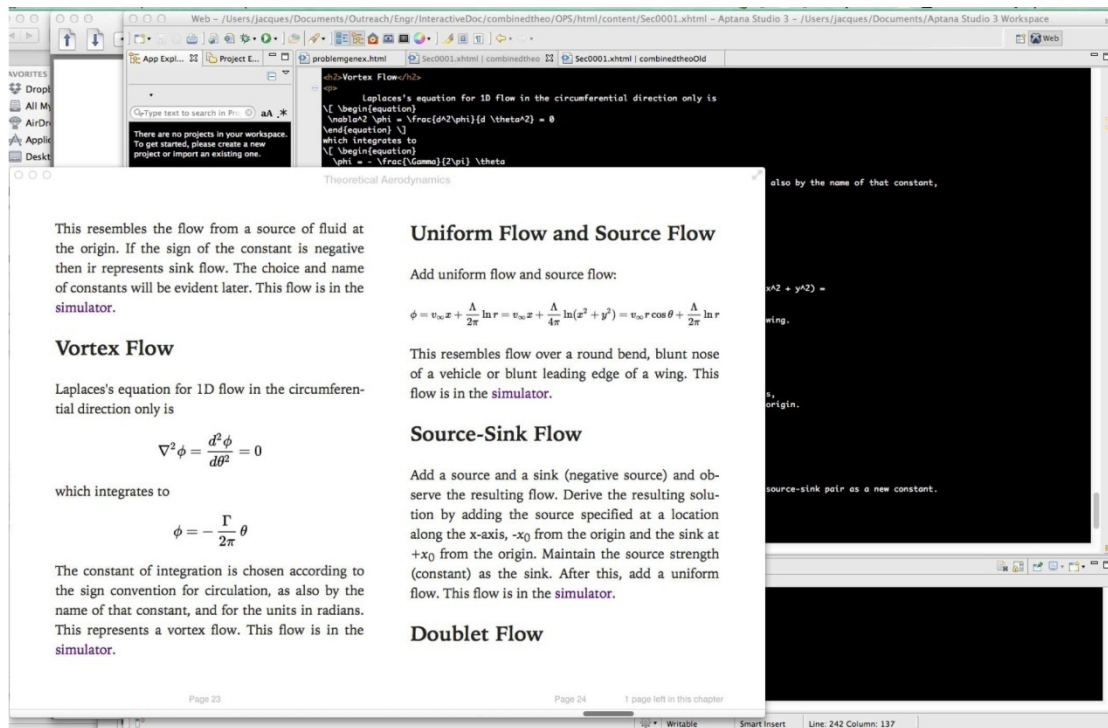 Web – /Users/jacques/Documents/Outreach/Engr/InteractiveDoc/combinedtheo/OPS/html/content/Sec0001.xhtml – Aptana Studio 3 – /Users/jacques/Documents/Aptana Studio 3 Workspace
Web
App Expl...
Project E...
problemgenex.html
Sec0001.xhtml | combinedtheo
Sec0001.xhtml | combinedtheoOld
AVORITES
Dropb
All My
AirDr
Applic
Deskt
Type text to search in Pro
aA .*
There are no projects in your workspace.
To get started, please create a new
project or import an existing one.
<h2>Vortex Flow</h2>
<p>
Laplaces's equation for 1D flow in the circumferential direction only is
\[ \begin{equation}
\nabla^2 \phi = \frac{d^2\phi}{d \theta^2} = 0
\end{equation} \]
which integrates to
\[ \begin{equation}
\phi = - \frac{\Gamma}{2\pi} \theta
also by the name of that constant,
x^2 + y^2) =
wing.
s,
origin.
source-sink pair as a new constant.
Theoretical Aerodynamics
This resembles the flow from a source of fluid at
the origin. If the sign of the constant is negative
then ir represents sink flow. The choice and name
of constants will be evident later. This flow is in the
simulator.
Vortex Flow
Laplaces's equation for 1D flow in the circumferen-
tial direction only is
∇²ϕ = d²ϕ/dθ² = 0
which integrates to
ϕ = − Γ/2π θ
The constant of integration is chosen according to
the sign convention for circulation, as also by the
name of that constant, and for the units in radians.
This represents a vortex flow. This flow is in the
simulator.
Page 23
Uniform Flow and Source Flow
Add uniform flow and source flow:
ϕ = v∞x + Λ/2π ln r = v∞x + Λ/4π ln(x² + y²) = v∞r cos θ + Λ/2π ln r
This resembles flow over a round bend, blunt nose
of a vehicle or blunt leading edge of a wing. This
flow is in the simulator.
Source-Sink Flow
Add a source and a sink (negative source) and ob-
serve the resulting flow. Derive the resulting solu-
tion by adding the source specified at a location
along the x-axis, -x₀ from the origin and the sink at
+x₀ from the origin. Maintain the source strength
(constant) as the sink. After this, add a uniform
flow. This flow is in the simulator.
Doublet Flow
Page 24
1 page left in this chapter
Writable
Smart Insert
Line: 242 Column: 137